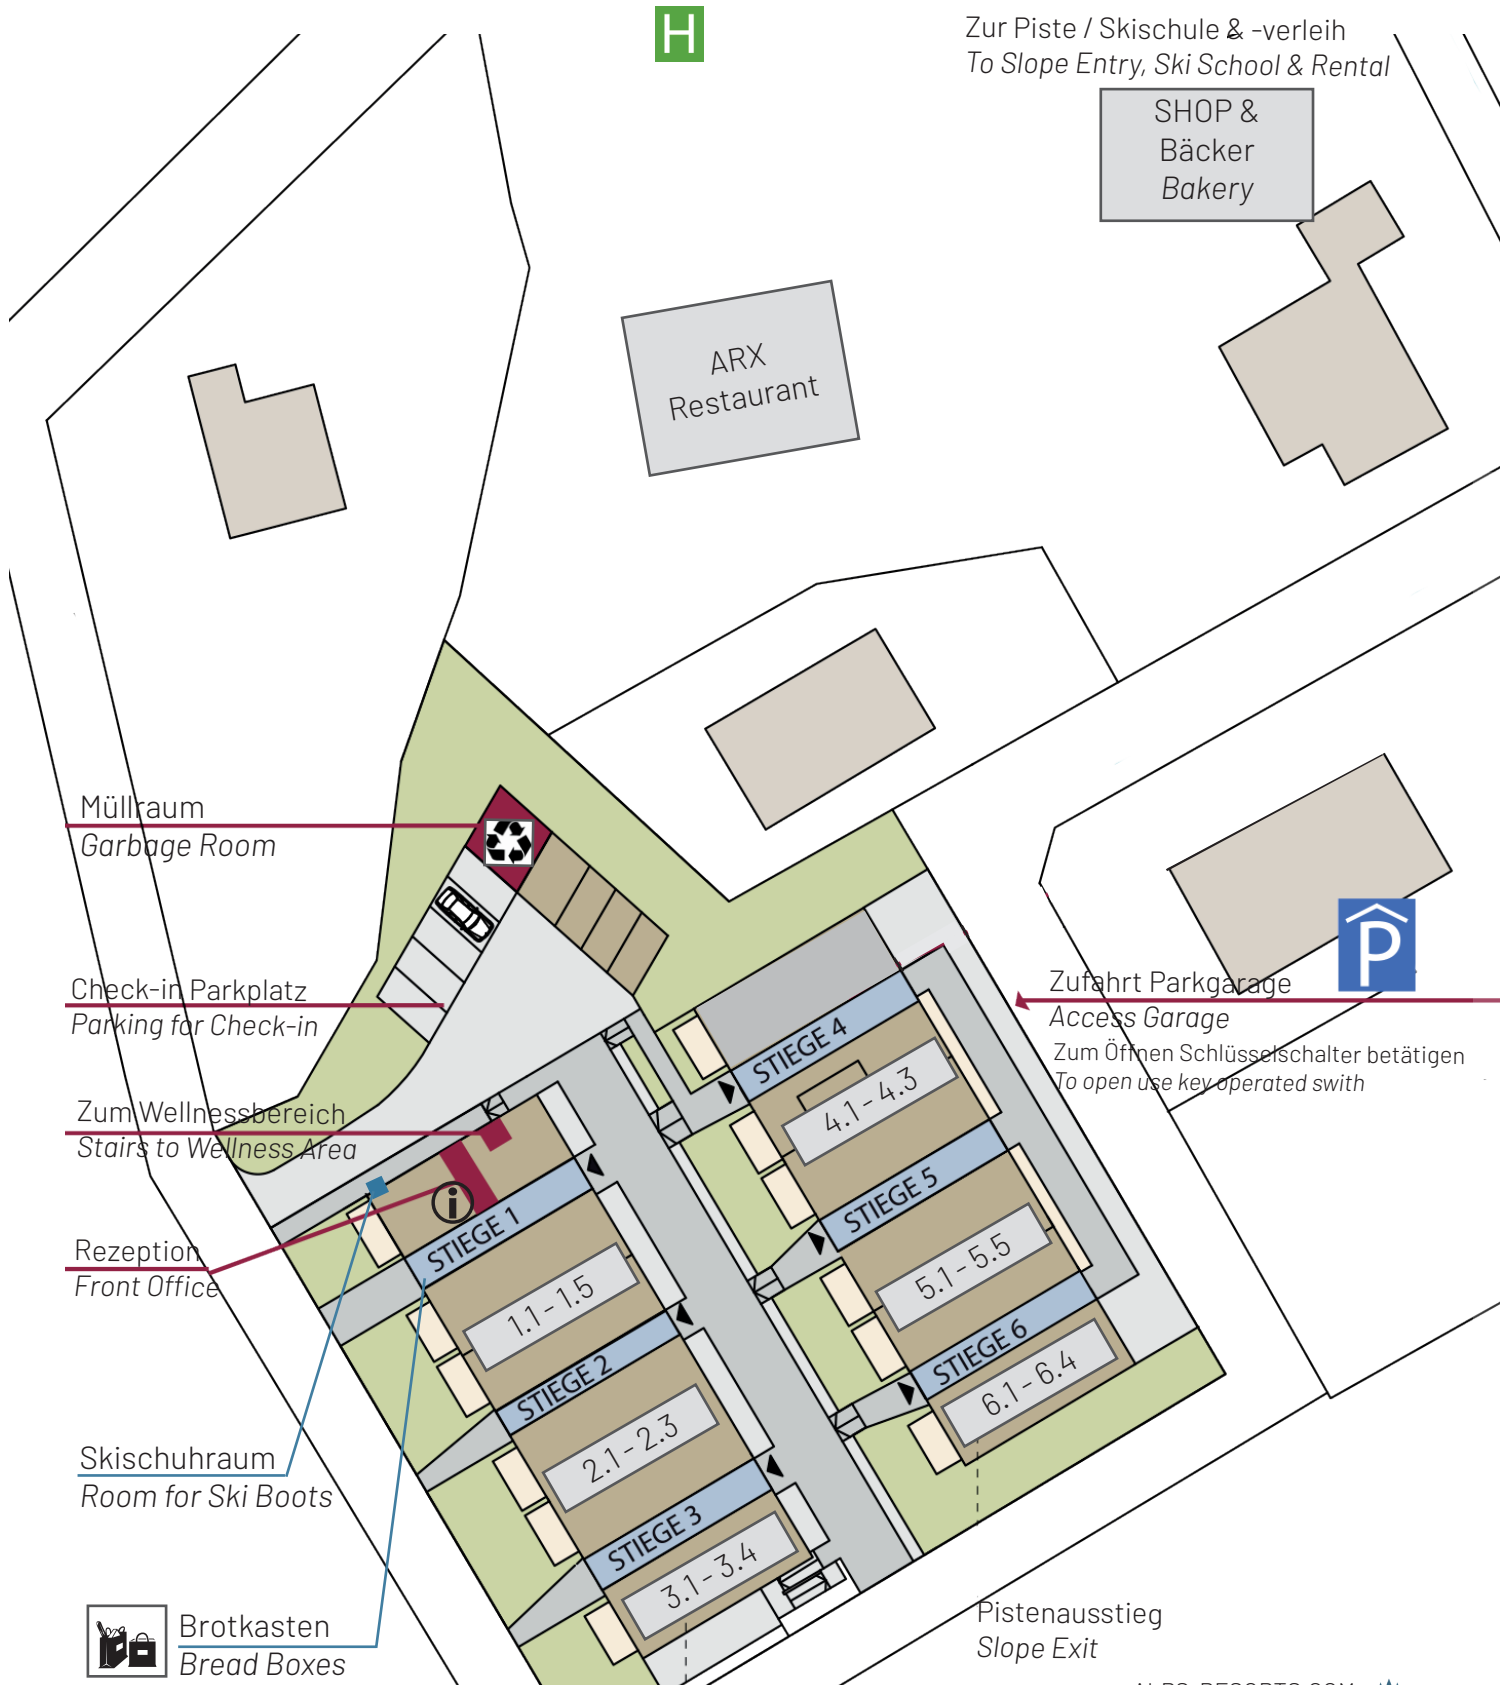 H
Zur Piste / Skischule & -verleih
To Slope Entry, Ski School & Rental
SHOP &
Bäcker
Bakery
ARX
Restaurant
Müllraum
Garbage Room
P
Check-in Parkplatz
Parking for Check-in
Zufahrt Parkgarage
Access Garage
Zum Öffnen Schlüsselschalter betätigen
To open use key operated swith
STIEGE 4
4.1 - 4.3
Zum Wellnessbereich
Stairs to Wellness Area
i
STIEGE 5
5.1 - 5.5
Rezeption
Front Office
STIEGE 1
1.1 - 1.5
STIEGE 6
6.1 - 6.4
STIEGE 2
2.1 - 2.3
Skischuhraum
Room for Ski Boots
STIEGE 3
3.1 - 3.4
Pistenausstieg
Slope Exit
Brotkasten
Bread Boxes
ALPS-RESORTS.COM